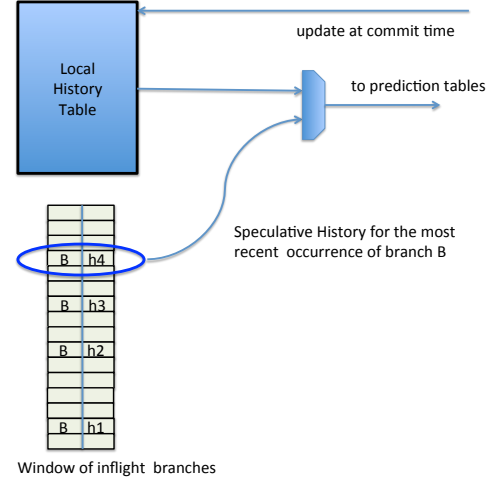 update at commit time
Local
History
Table
to prediction tables
Speculative History for the most
recent occurrence of branch B
B h4
B h3
B h2
B h1
Window of inflight branches